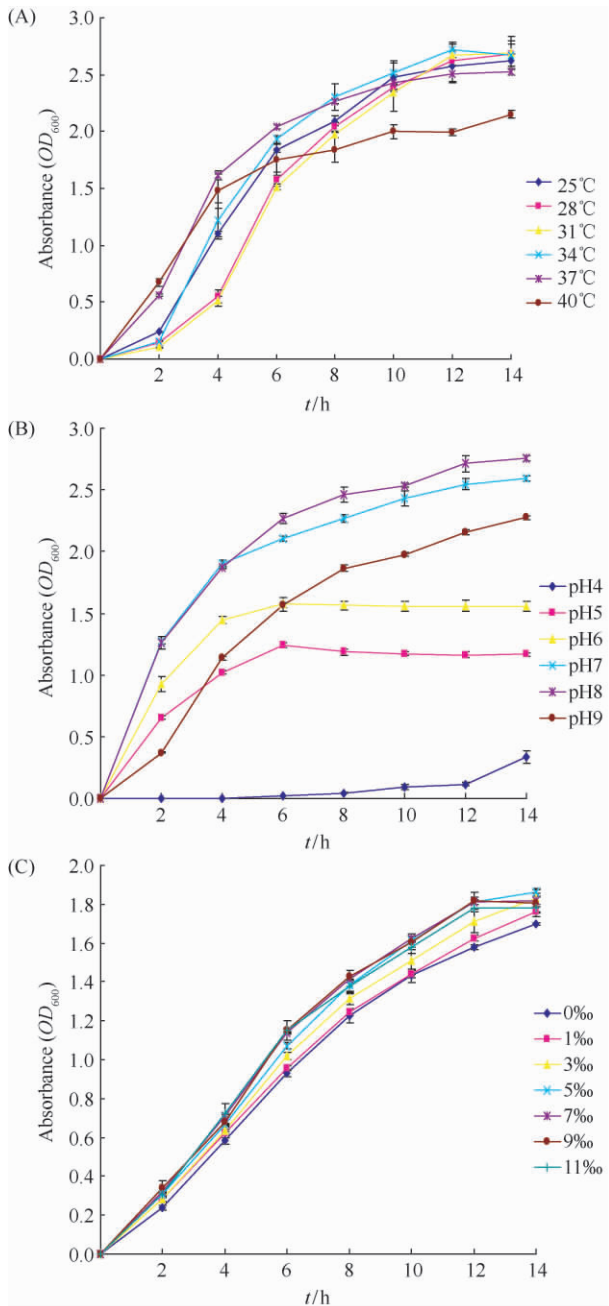 (A)
Absorbance (OD600)
3.0
2.5
2.0
1.5
1.0
0.5
0.0
2 4 6 8 10 12 14
t/h
25℃
28℃
31℃
34℃
37℃
40℃
(B)
Absorbance (OD600)
3.0
2.5
2.0
1.5
1.0
0.5
0.0
2 4 6 8 10 12 14
t/h
pH4
pH5
pH6
pH7
pH8
pH9
(C)
Absorbance (OD600)
2.0
1.8
1.6
1.4
1.2
1.0
0.8
0.6
0.4
0.2
0.0
2 4 6 8 10 12 14
t/h
0‰
1‰
3‰
5‰
7‰
9‰
11‰